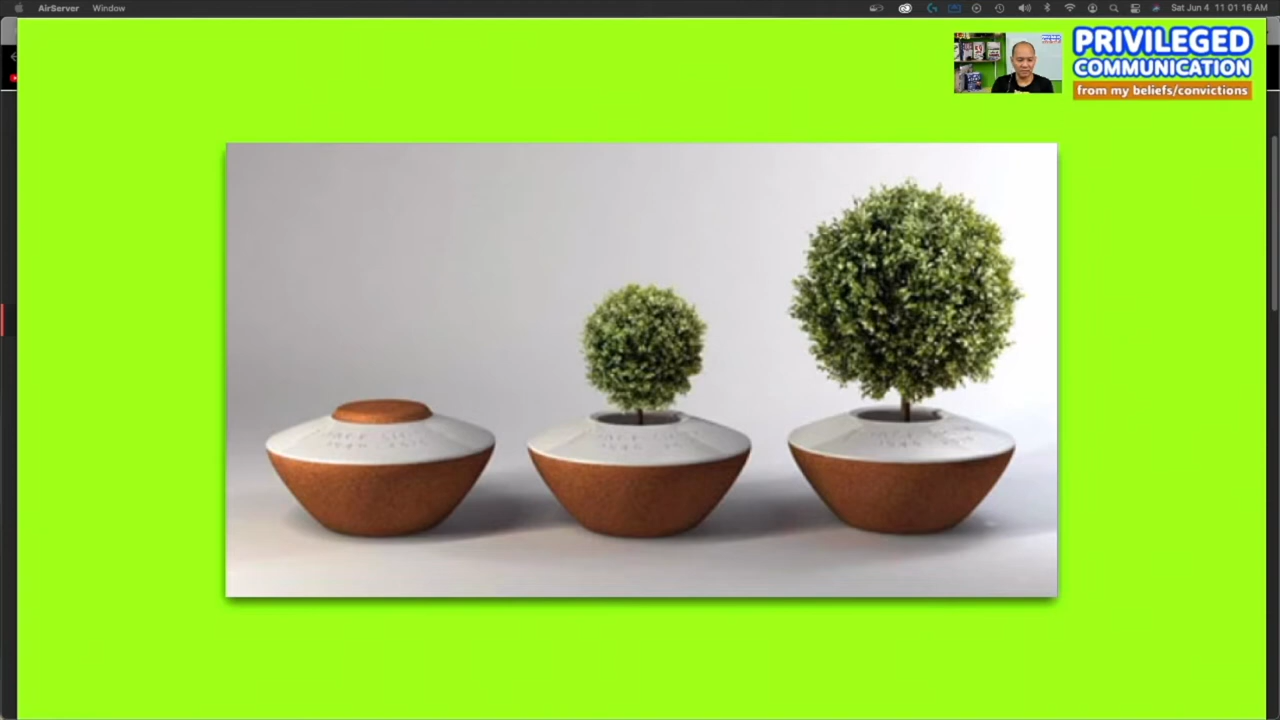 AirServer Window Sat Jun 4 11 01 16 AM
PRIVILEGED
COMMUNICATION
from my beliefs/convictions